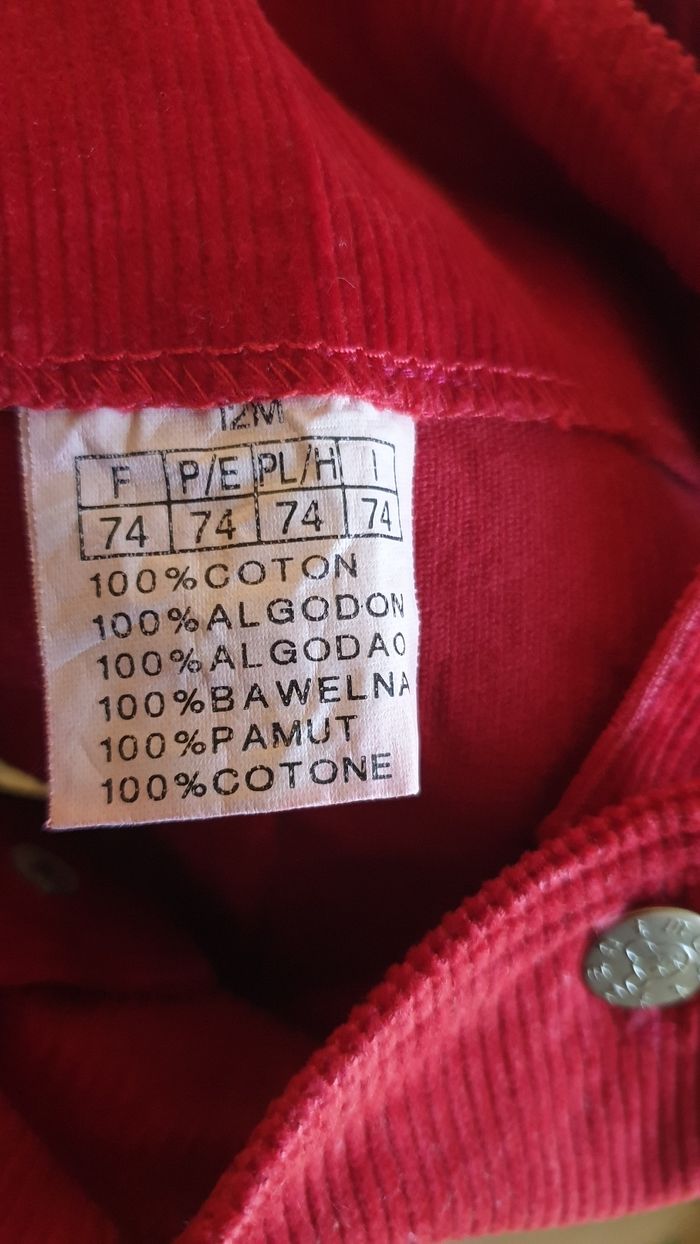 12M
F P/E PL/H I
74 74 74 74
100%COTON
100%ALGODON
100%ALGODAO
100%BAWELNA
100%PAMUT
100%COTONE